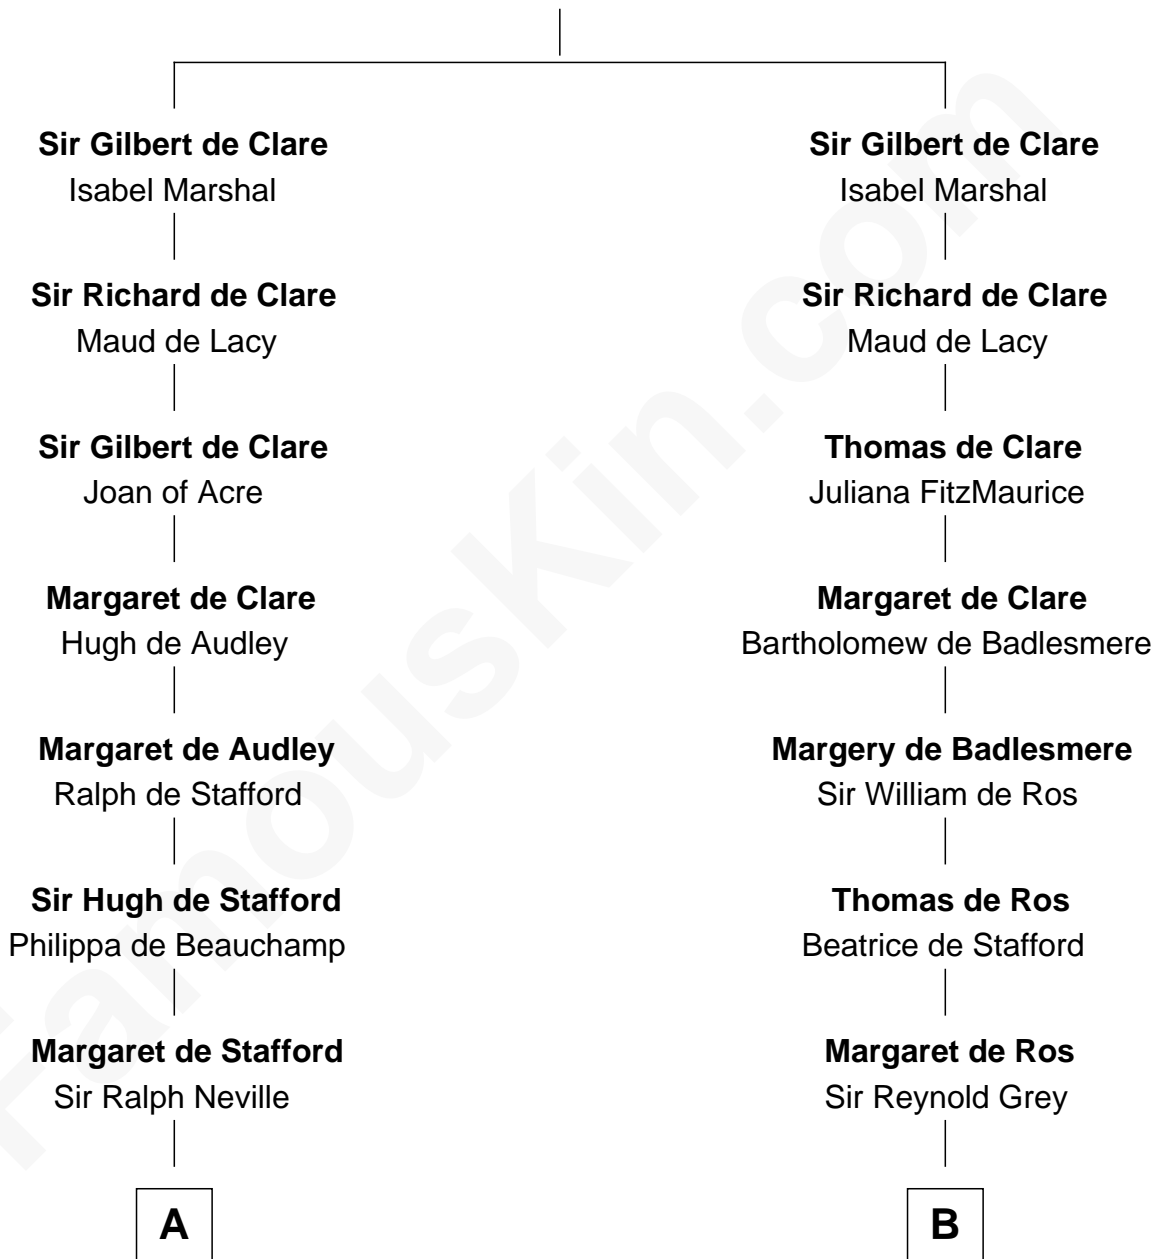 Sir Gilbert de Clare
Isabel Marshal
Sir Richard de Clare
Maud de Lacy
Sir Gilbert de Clare
Joan of Acre
Margaret de Clare
Hugh de Audley
Margaret de Audley
Ralph de Stafford
Sir Hugh de Stafford
Philippa de Beauchamp
Margaret de Stafford
Sir Ralph Neville
A
Sir Gilbert de Clare
Isabel Marshal
Sir Richard de Clare
Maud de Lacy
Thomas de Clare
Juliana FitzMaurice
Margaret de Clare
Bartholomew de Badlesmere
Margery de Badlesmere
Sir William de Ros
Thomas de Ros
Beatrice de Stafford
Margaret de Ros
Sir Reynold Grey
B
FamousKin.com